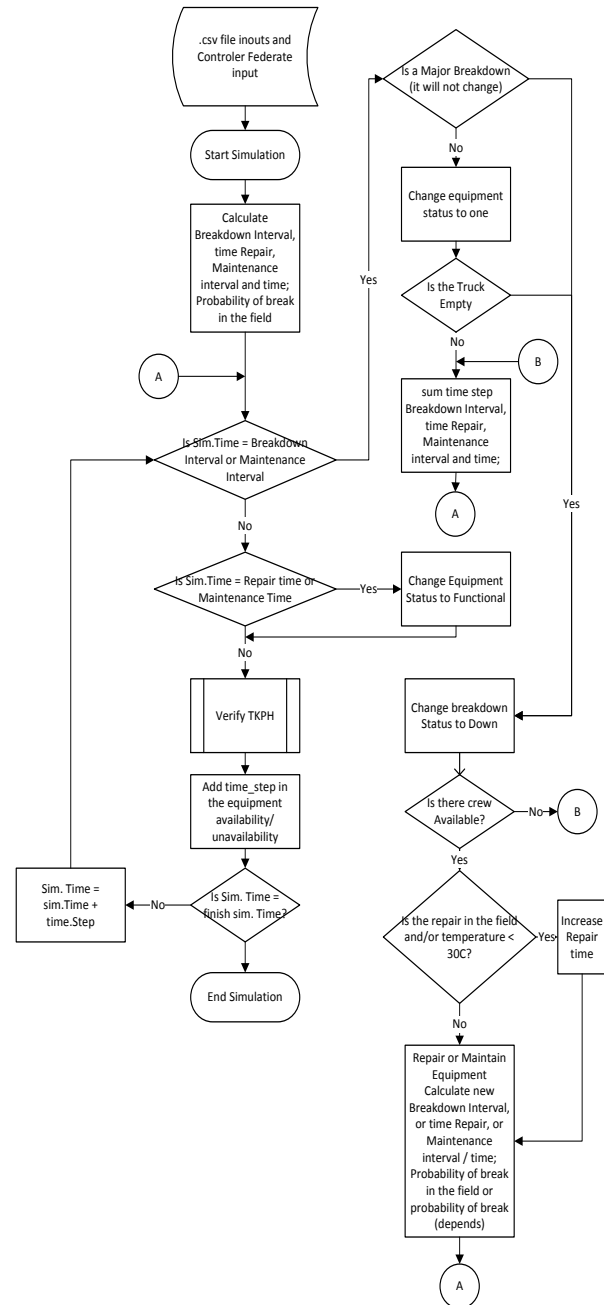 .csv file inouts and
Controler Federate
input
Start Simulation
Calculate
Breakdown Interval,
time Repair,
Maintenance
interval and time;
Probability of break
in the field
A
Is Sim.Time = Breakdown
Interval or Maintenance
Interval
Yes
No
Is Sim.Time = Repair time or
Maintenance Time
Yes
Change Equipment
Status to Functional
No
Verify TKPH
Add time_step in
the equipment
availability/
unavailability
Is Sim. Time =
finish sim. Time?
No
Sim. Time =
sim.Time +
time.Step
End Simulation
Is a Major Breakdown
(it will not change)
No
Change equipment
status to one
Is the Truck
Empty
No
B
sum time step
Breakdown Interval,
time Repair,
Maintenance
interval and time;
A
Yes
Change breakdown
Status to Down
Is there crew
Available?
No
B
Yes
Is the repair in the field
and/or temperature <
30C?
Yes
Increase
Repair
time
No
Repair or Maintain
Equipment
Calculate new
Breakdown Interval,
or time Repair, or
Maintenance
interval / time;
Probability of break
in the field or
probability of break
(depends)
A